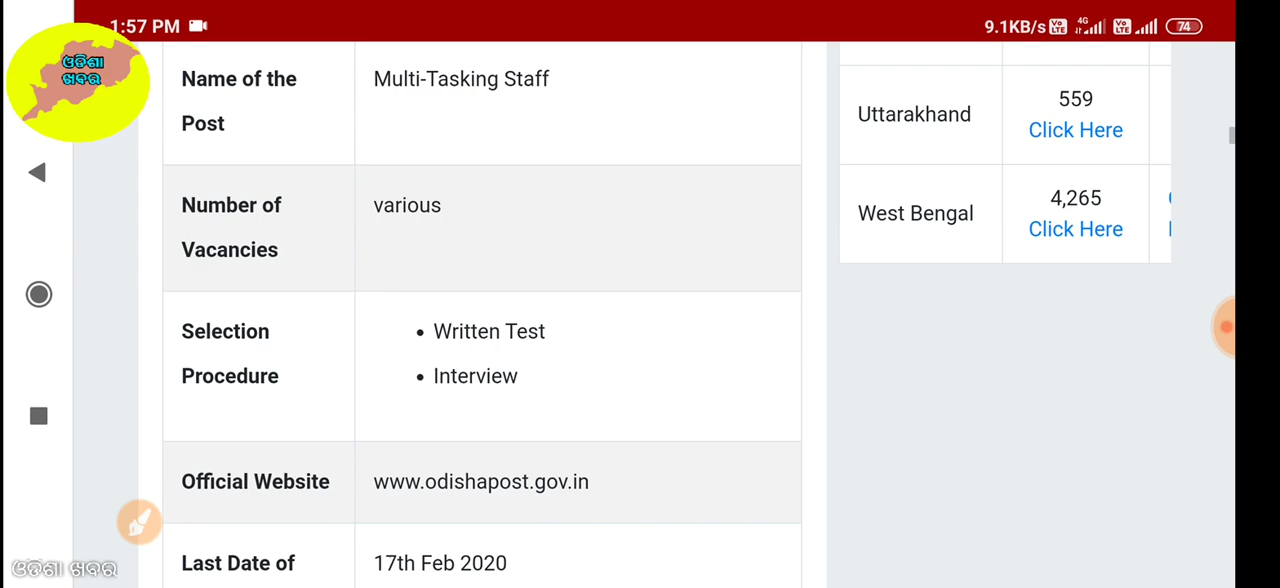 1:57 PM
9.1KB/s
4G
74
ଓଡିଶା
ଖବର
Name of the
Post
Multi-Tasking Staff
Number of
Vacancies
various
Selection
Procedure
• Written Test
• Interview
Official Website
www.odishapost.gov.in
Last Date of
17th Feb 2020
Uttarakhand
559
Click Here
West Bengal
4,265
Click Here
ଓଡିଶା ଖବର